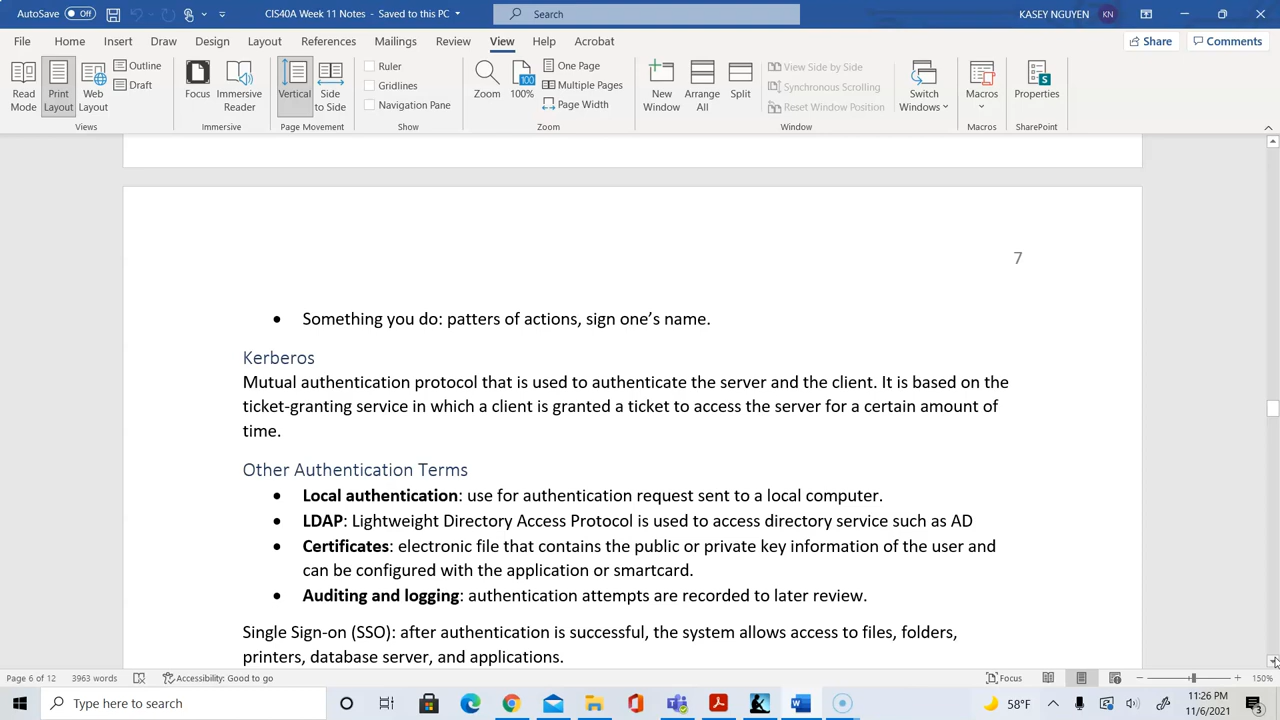 AutoSave Off CIS40A Weekly Notes Search KASEY NGUYEN KN
File Home Insert Draw Design Layout References Mailings Review View Help Acrobat Share Comments
Read Mode Print Layout Web Layout Outline Draft Focus Immersive Reader Vertical Side to Side Ruler Gridlines Navigation Pane Zoom 100 100% One Page Multiple Pages Page Width New Window Arrange All Split View Side by Side Synchronous Scrolling Reset Window Position Switch Windows Macros Properties
Views Immersive Page Movement Show Zoom Window Macros SharePoint
7
• Something you do: patters of actions, sign one’s name.
Kerberos
Mutual authentication protocol that is used to authenticate the server and the client. It is based on the
ticket-granting service in which a client is granted a ticket to access the server for a certain amount of
time.
Other Authentication Terms
• Local authentication: use for authentication request sent to a local computer.
• LDAP: Lightweight Directory Access Protocol is used to access directory service such as AD
• Certificates: electronic file that contains the public or private key information of the user and
can be configured with the application or smartcard.
• Auditing and logging: authentication attempts are recorded to later review.
Single Sign-on (SSO): after authentication is successful, the system allows access to files, folders,
printers, database server, and applications.
Page 6 of 12 3963 words Accessibility: Good to go Focus 150%
Type here to search 58°F 11:26 PM
11/6/2021 3